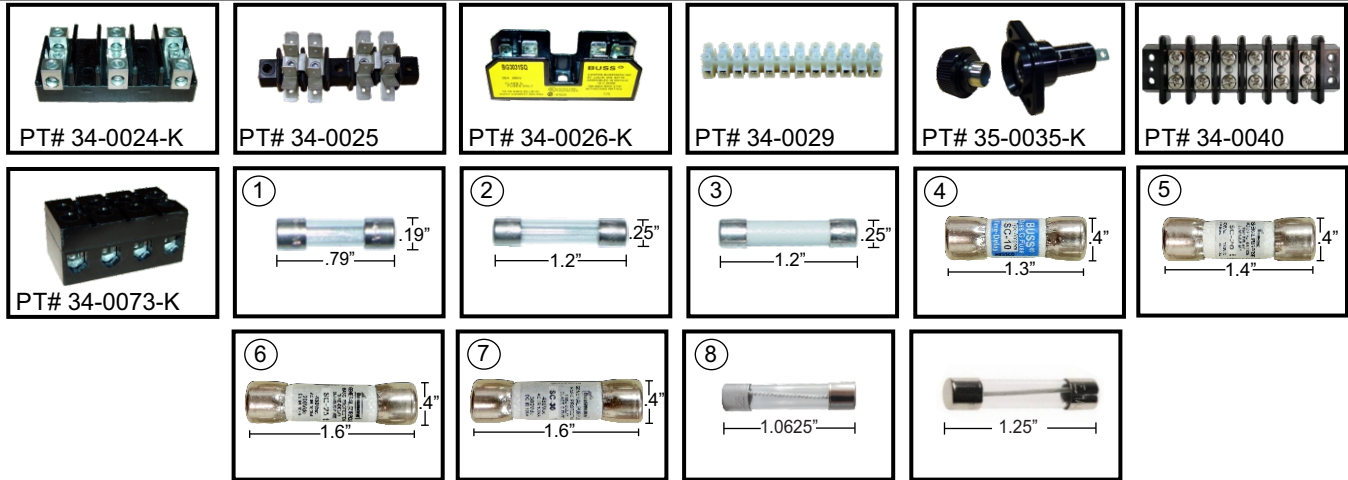 BG3031SQ
BUSS
PT# 34-0024-K
PT# 34-0025
PT# 34-0026-K
PT# 34-0029
PT# 35-0035-K
PT# 34-0040
PT# 34-0073-K
1
.19"
.79"
2
.25"
1.2"
3
.25"
1.2"
4
BUSS
SC-10
.4"
1.3"
5
.4"
1.4"
6
.4"
1.6"
7
SC-30
.4"
1.6"
8
1.0625"
1.25"